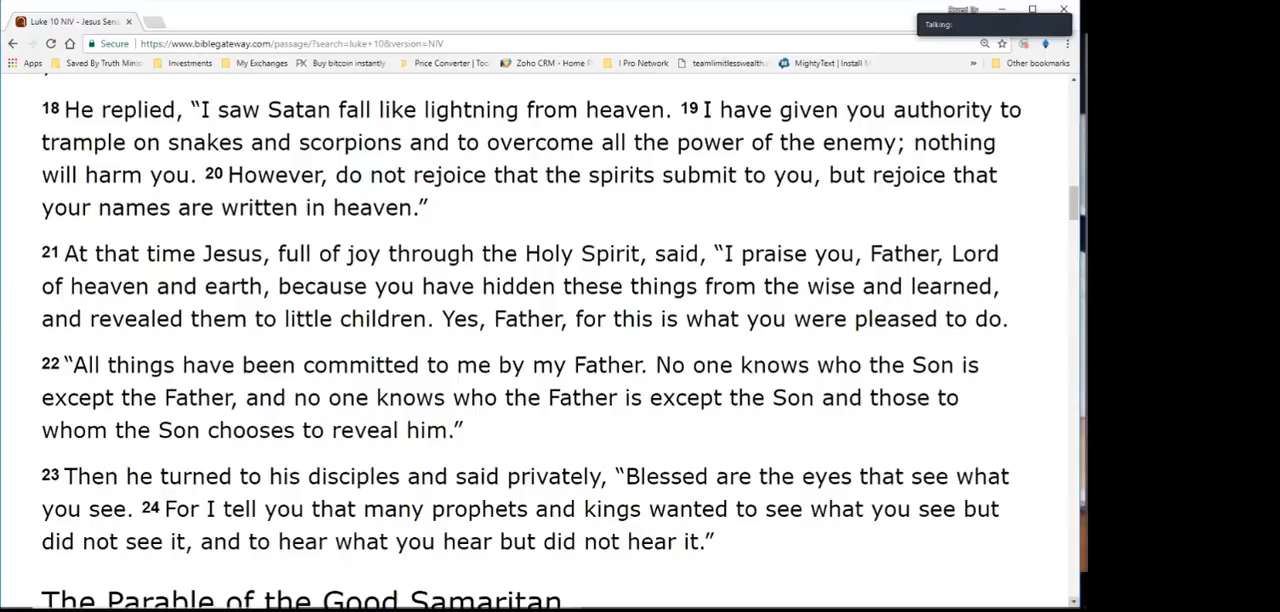 Luke 10 NIV - Jesus Sen
Talking:
Secure https://www.biblegateway.com/passage/?search=luke+10&version=NIV
Apps Saved By Truth Minis Investments My Exchanges Buy bitcoin instantly Price Converter | Too Zoho CRM - Home P I Pro Network teamlimitlesswealth. MightyText | Install M » Other bookmarks
18 He replied, “I saw Satan fall like lightning from heaven. 19 I have given you authority to
trample on snakes and scorpions and to overcome all the power of the enemy; nothing
will harm you. 20 However, do not rejoice that the spirits submit to you, but rejoice that
your names are written in heaven.”
21 At that time Jesus, full of joy through the Holy Spirit, said, “I praise you, Father, Lord
of heaven and earth, because you have hidden these things from the wise and learned,
and revealed them to little children. Yes, Father, for this is what you were pleased to do.
22 “All things have been committed to me by my Father. No one knows who the Son is
except the Father, and no one knows who the Father is except the Son and those to
whom the Son chooses to reveal him.”
23 Then he turned to his disciples and said privately, “Blessed are the eyes that see what
you see. 24 For I tell you that many prophets and kings wanted to see what you see but
did not see it, and to hear what you hear but did not hear it.”
The Parable of the Good Samaritan